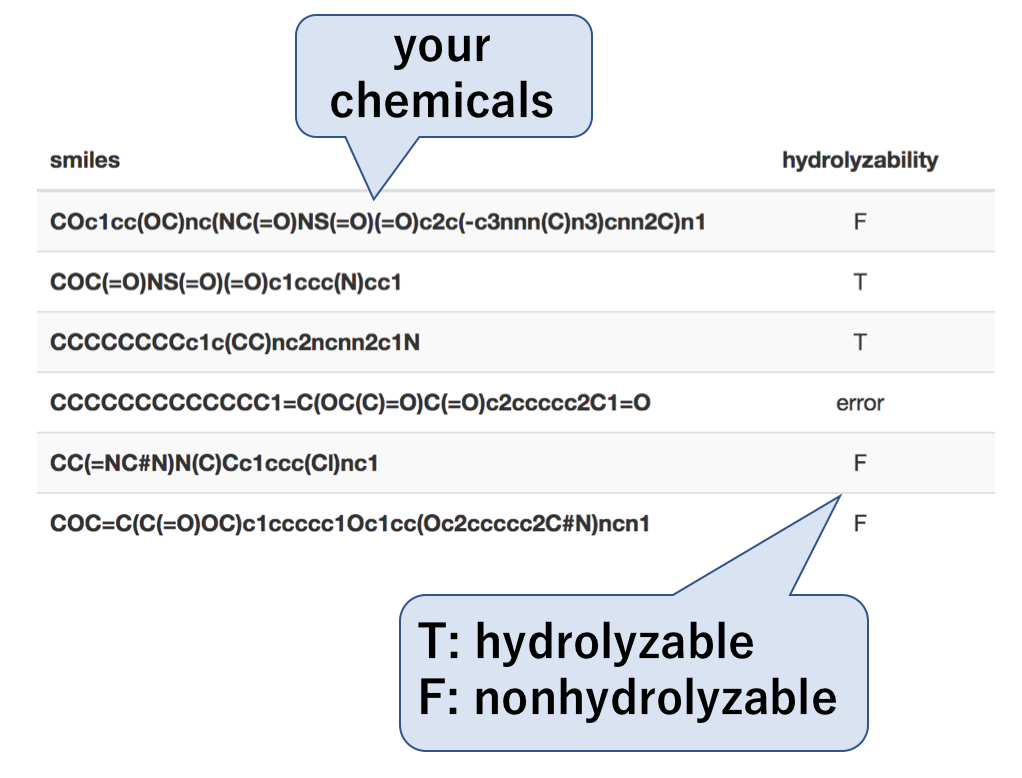 your
chemicals
smiles hydrolyzability
COc1cc(OC)nc(NC(=O)NS(=O)(=O)c2c(-c3nnn(C)n3)cnn2C)n1 F
COC(=O)NS(=O)(=O)c1ccc(N)cc1 T
CCCCCCCCc1c(CC)nc2ncnn2c1N T
CCCCCCCCCCCCC1=C(OC(C)=O)C(=O)c2ccccc2C1=O error
CC(=NC#N)N(C)Cc1ccc(Cl)nc1 F
COC=C(C(=O)OC)c1ccccc1Oc1cc(Oc2ccccc2C#N)ncn1 F
T: hydrolyzable
F: nonhydrolyzable